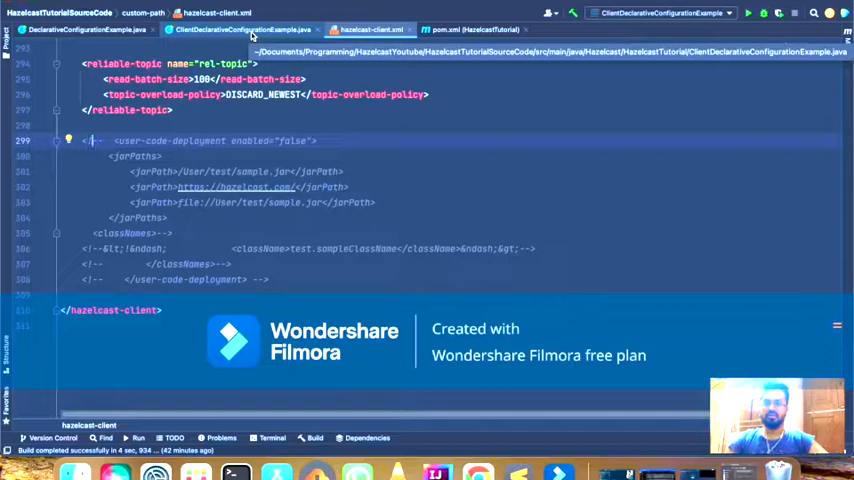 HazelcastTutorialSourceCode custom-path hazelcast-client.xml
ClientDeclarativeConfigurationExample.java
DeclarativeConfigurationExample.java ClientDeclarativeConfigurationExample.java hazelcast-client.xml pom.xml (HazelcastTutorial)
~/Documents/Programming/HazelcastYoutube/HazelcastTutorialSourceCode/src/main/java/Hazelcast/HazelcastTutorial/ClientDeclarativeConfigurationExample.java
Project
293
294 <reliable-topic name="rel-topic">
295 <read-batch-size>100</read-batch-size>
296 <topic-overload-policy>DISCARD_NEWEST</topic-overload-policy>
297 </reliable-topic>
299 <!-- <user-code-deployment enabled="false">
300 <jarPaths>
301 <jarPath>/User/test/sample.jar</jarPath>
302 <jarPath>https://hazelcast.com/</jarPath>
303 <jarPath>file://User/test/sample.jar</jarPath>
304 </jarPaths>
305 <classNames>-->
306 <!--&lt;!&ndash; <className>test.sampleClassName</className>&ndash;&gt;-->
307 <!-- </classNames>-->
308 <!-- </user-code-deployment> -->
309
310 </hazelcast-client>
311
Wondershare
Filmora
Created with
Wondershare Filmora free plan
Structure
Favorites
hazelcast-client
Version Control Find Run TODO Problems Terminal Build Dependencies
Build completed successfully in 4 sec, 934 ... (2 minutes ago)